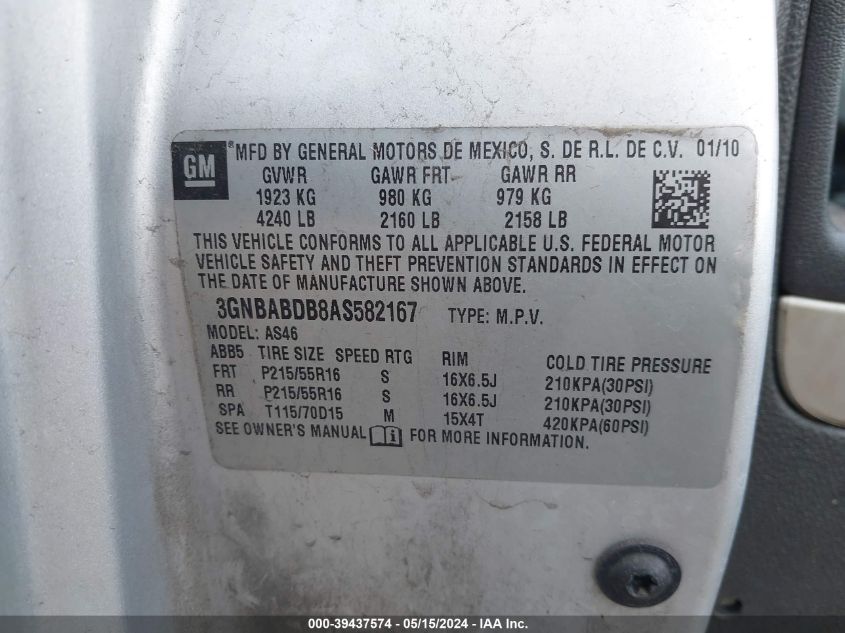 GM ® MFD BY GENERAL MOTORS DE MEXICO, S. DE R.L. DE C.V. 01/10
GVWR GAWR FRT GAWR RR
1923 KG 980 KG 979 KG
4240 LB 2160 LB 2158 LB
THIS VEHICLE CONFORMS TO ALL APPLICABLE U.S. FEDERAL MOTOR
VEHICLE SAFETY AND THEFT PREVENTION STANDARDS IN EFFECT ON
THE DATE OF MANUFACTURE SHOWN ABOVE.
3GNBABDB8AS582167 TYPE: M.P.V.
MODEL: AS46
ABB5 TIRE SIZE SPEED RTG RIM COLD TIRE PRESSURE
FRT P215/55R16 S 16X6.5J 210KPA(30PSI)
RR P215/55R16 S 16X6.5J 210KPA(30PSI)
SPA T115/70D15 M 15X4T 420KPA(60PSI)
SEE OWNER'S MANUAL i FOR MORE INFORMATION.
000-39437574 - 05/15/2024 - IAA Inc.